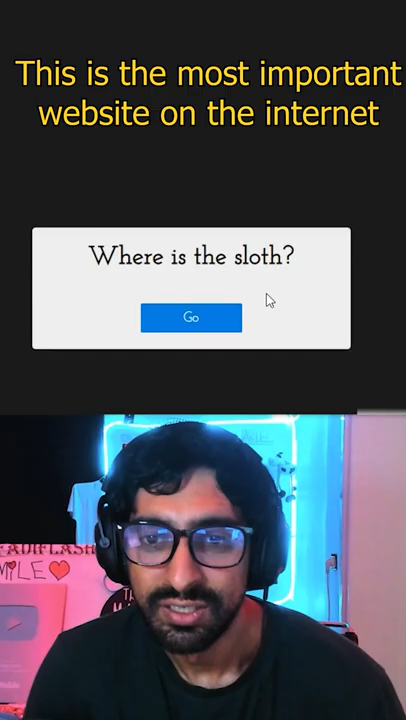 This is the most important
website on the internet
Where is the sloth?
Go